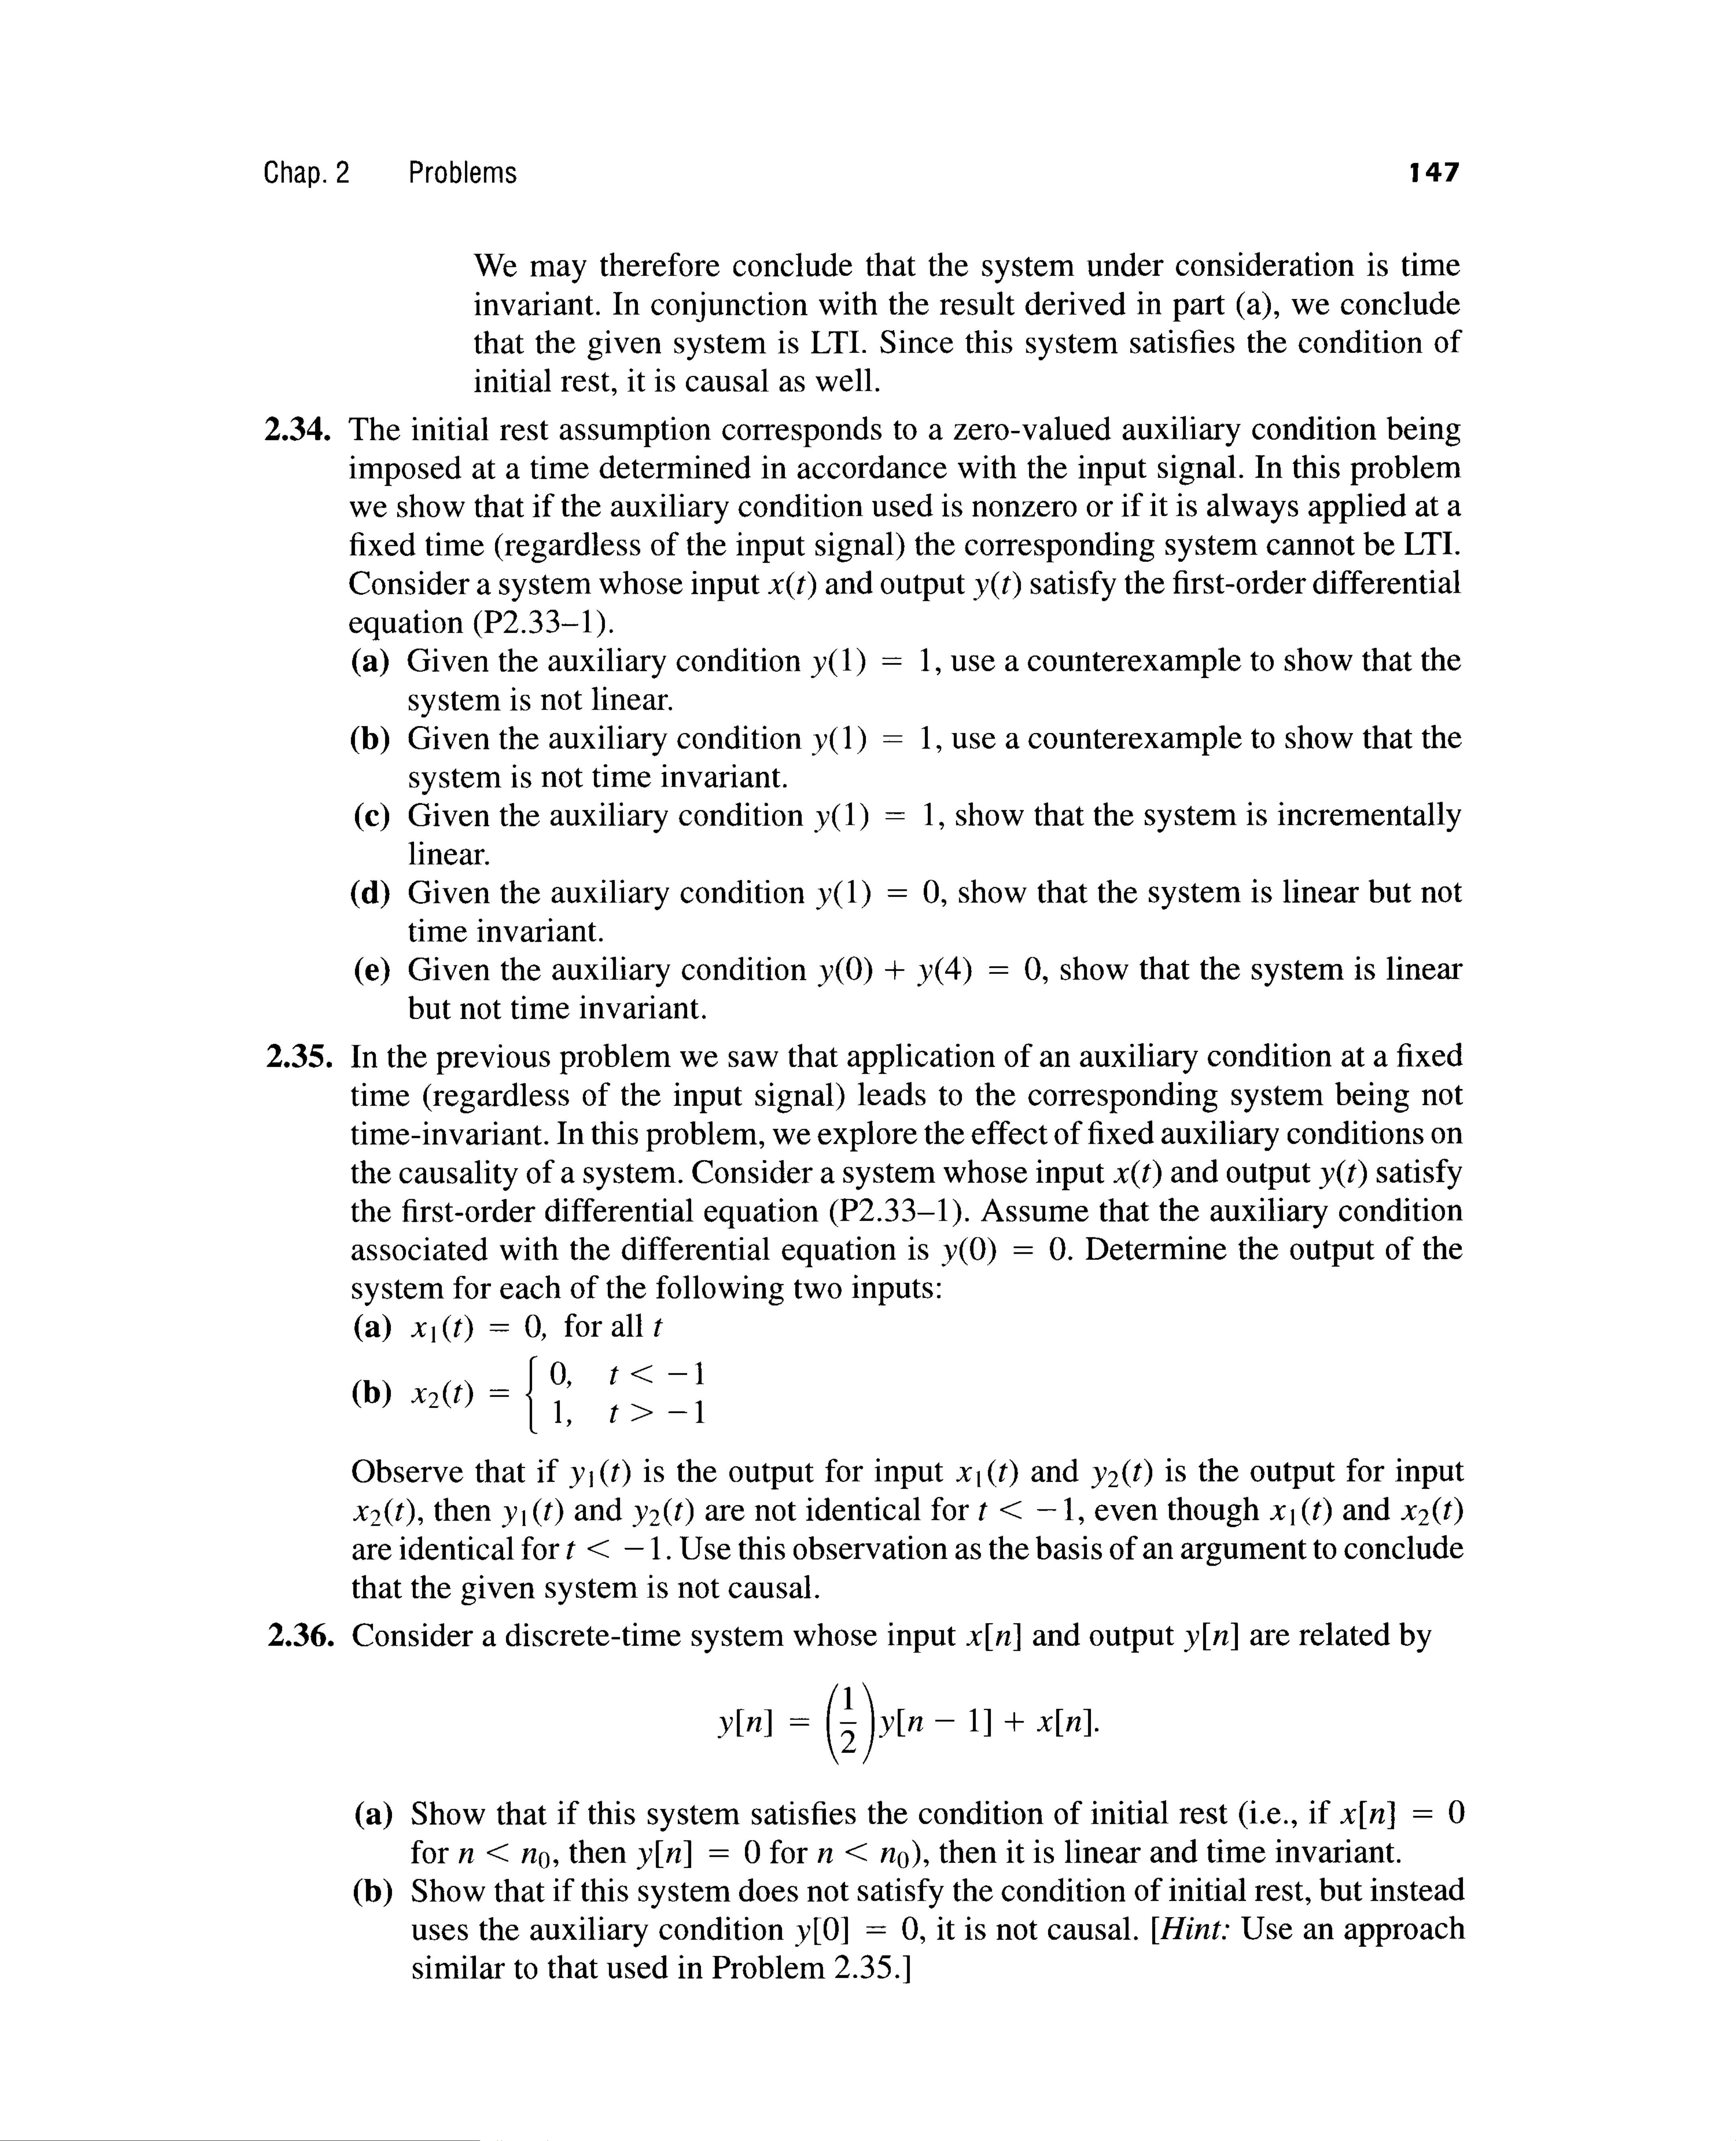 Chap. 2 Problems 147
We may therefore conclude that the system under consideration is time
invariant. In conjunction with the result derived in part (a), we conclude
that the given system is LTI. Since this system satisfies the condition of
initial rest, it is causal as well.
2.34. The initial rest assumption corresponds to a zero-valued auxiliary condition being
imposed at a time determined in accordance with the input signal. In this problem
we show that if the auxiliary condition used is nonzero or if it is always applied at a
fixed time (regardless of the input signal) the corresponding system cannot be LTI.
Consider a system whose input x(t) and output y(t) satisfy the first-order differential
equation (P2.33–1).
(a) Given the auxiliary condition y(1) = 1, use a counterexample to show that the
system is not linear.
(b) Given the auxiliary condition y(1) = 1, use a counterexample to show that the
system is not time invariant.
(c) Given the auxiliary condition y(1) = 1, show that the system is incrementally
linear.
(d) Given the auxiliary condition y(1) = 0, show that the system is linear but not
time invariant.
(e) Given the auxiliary condition y(0) + y(4) = 0, show that the system is linear
but not time invariant.
2.35. In the previous problem we saw that application of an auxiliary condition at a fixed
time (regardless of the input signal) leads to the corresponding system being not
time-invariant. In this problem, we explore the effect of fixed auxiliary conditions on
the causality of a system. Consider a system whose input x(t) and output y(t) satisfy
the first-order differential equation (P2.33–1). Assume that the auxiliary condition
associated with the differential equation is y(0) = 0. Determine the output of the
system for each of the following two inputs:
(a) x₁(t) = 0, for all t
(b) x₂(t) = { 0, t < −1
1, t > −1
Observe that if y₁(t) is the output for input x₁(t) and y₂(t) is the output for input
x₂(t), then y₁(t) and y₂(t) are not identical for t < −1, even though x₁(t) and x₂(t)
are identical for t < −1. Use this observation as the basis of an argument to conclude
that the given system is not causal.
2.36. Consider a discrete-time system whose input x[n] and output y[n] are related by
y[n] = (1/2)y[n − 1] + x[n].
(a) Show that if this system satisfies the condition of initial rest (i.e., if x[n] = 0
for n < n₀, then y[n] = 0 for n < n₀), then it is linear and time invariant.
(b) Show that if this system does not satisfy the condition of initial rest, but instead
uses the auxiliary condition y[0] = 0, it is not causal. [Hint: Use an approach
similar to that used in Problem 2.35.]